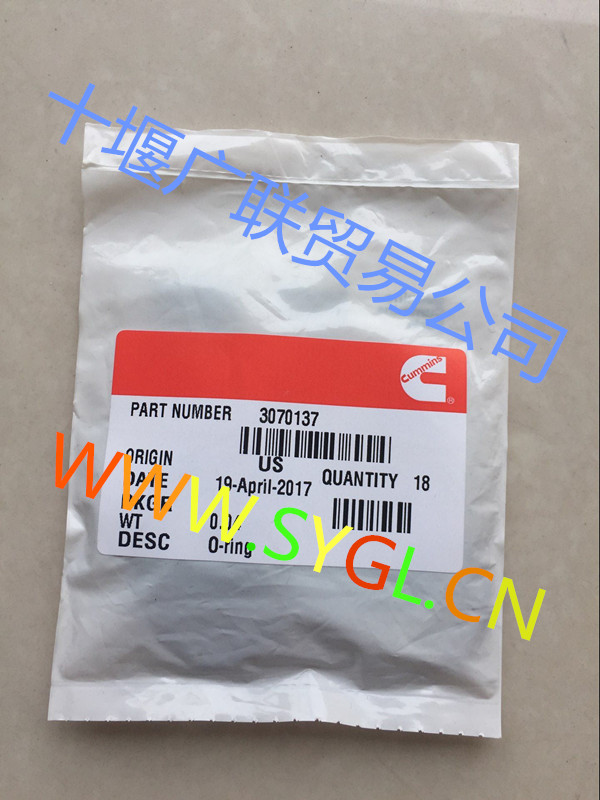 十堰广联贸易公司
Cummins
PART NUMBER 3070137
ORIGIN US QUANTITY 18
DATE 19-April-2017
WT
DESC O-ring
WWW.SYGL.CN